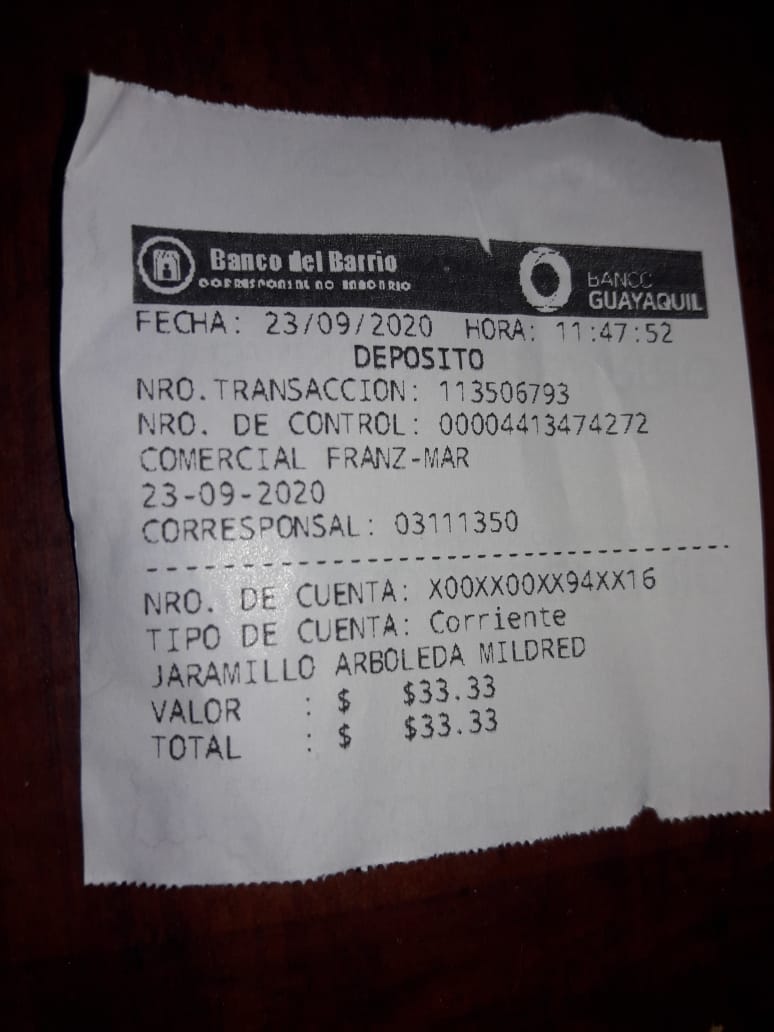 Banco del Barrio
CORRESPONSAL NO BANCARIO
BANCO
GUAYAQUIL
FECHA: 23/09/2020 HORA: 11:47:52
DEPOSITO
NRO.TRANSACCION: 113506793
NRO. DE CONTROL: 00004413474272
COMERCIAL FRANZ-MAR
23-09-2020
CORRESPONSAL: 03111350
NRO. DE CUENTA: X00XX00XX94XX16
TIPO DE CUENTA: Corriente
JARAMILLO ARBOLEDA MILDRED
VALOR : $ $33.33
TOTAL : $ $33.33